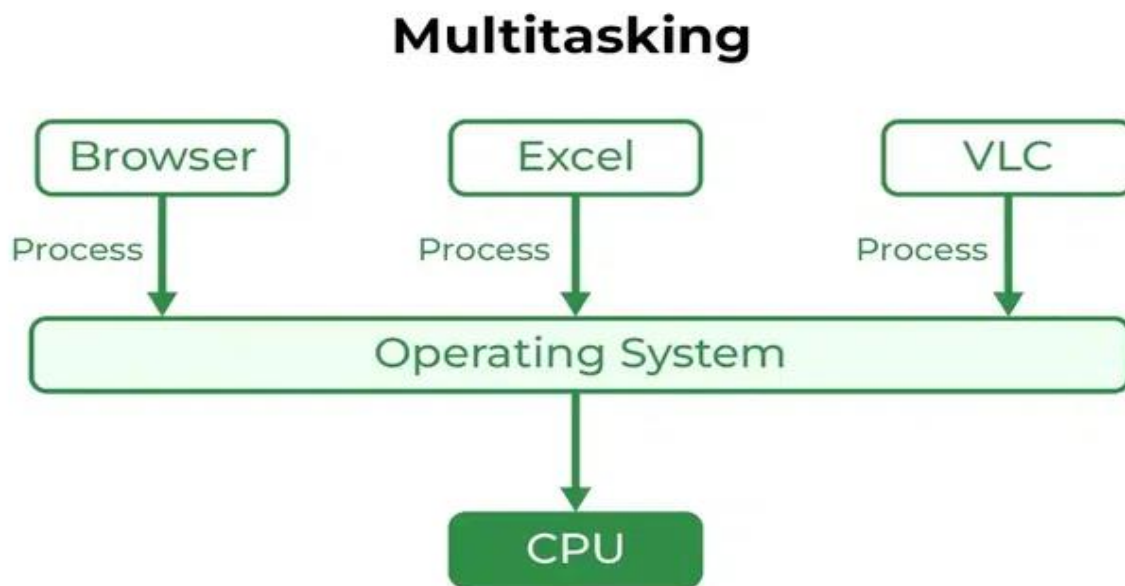 Multitasking
Browser
Excel
VLC
Process
Process
Process
Operating System
CPU